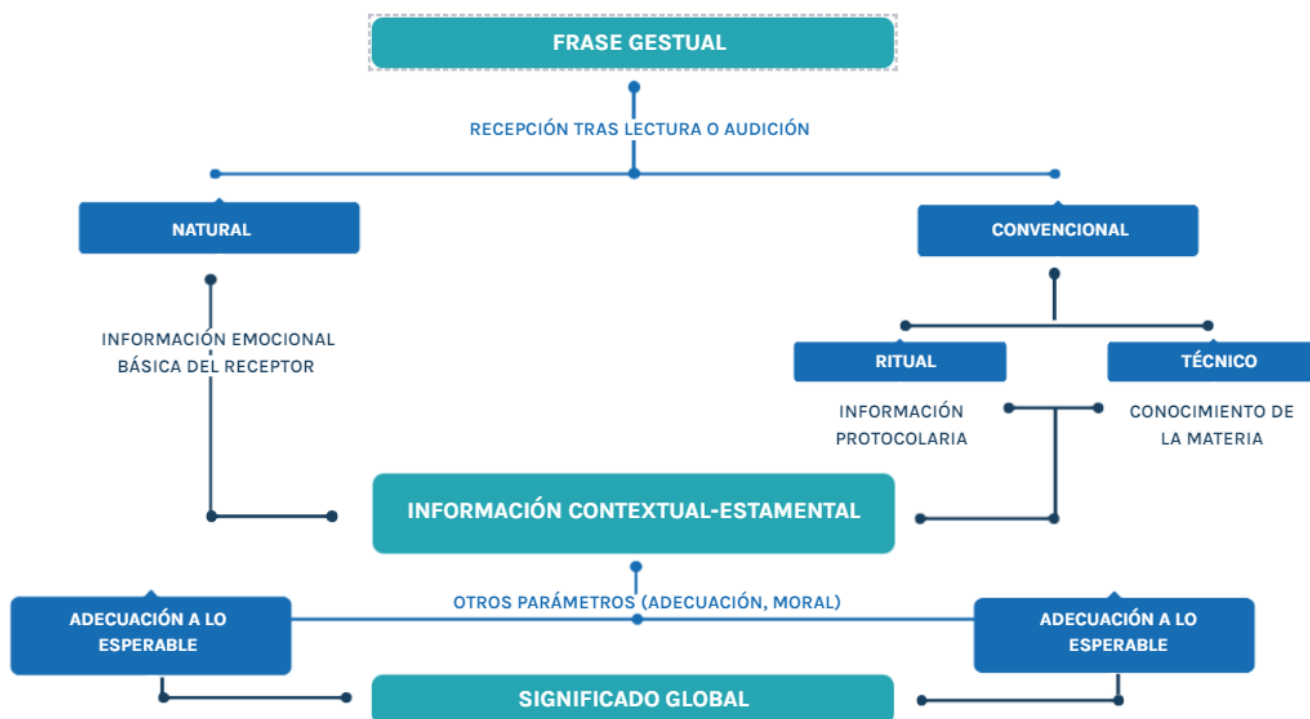 FRASE GESTUAL
RECEPCIÓN TRAS LECTURA O AUDICIÓN
NATURAL
CONVENCIONAL
INFORMACIÓN EMOCIONAL
BÁSICA DEL RECEPTOR
RITUAL
TÉCNICO
INFORMACIÓN
PROTOCOLARIA
CONOCIMIENTO DE
LA MATERIA
INFORMACIÓN CONTEXTUAL-ESTAMENTAL
OTROS PARÁMETROS (ADECUACIÓN, MORAL)
ADECUACIÓN A LO
ESPERABLE
ADECUACIÓN A LO
ESPERABLE
SIGNIFICADO GLOBAL